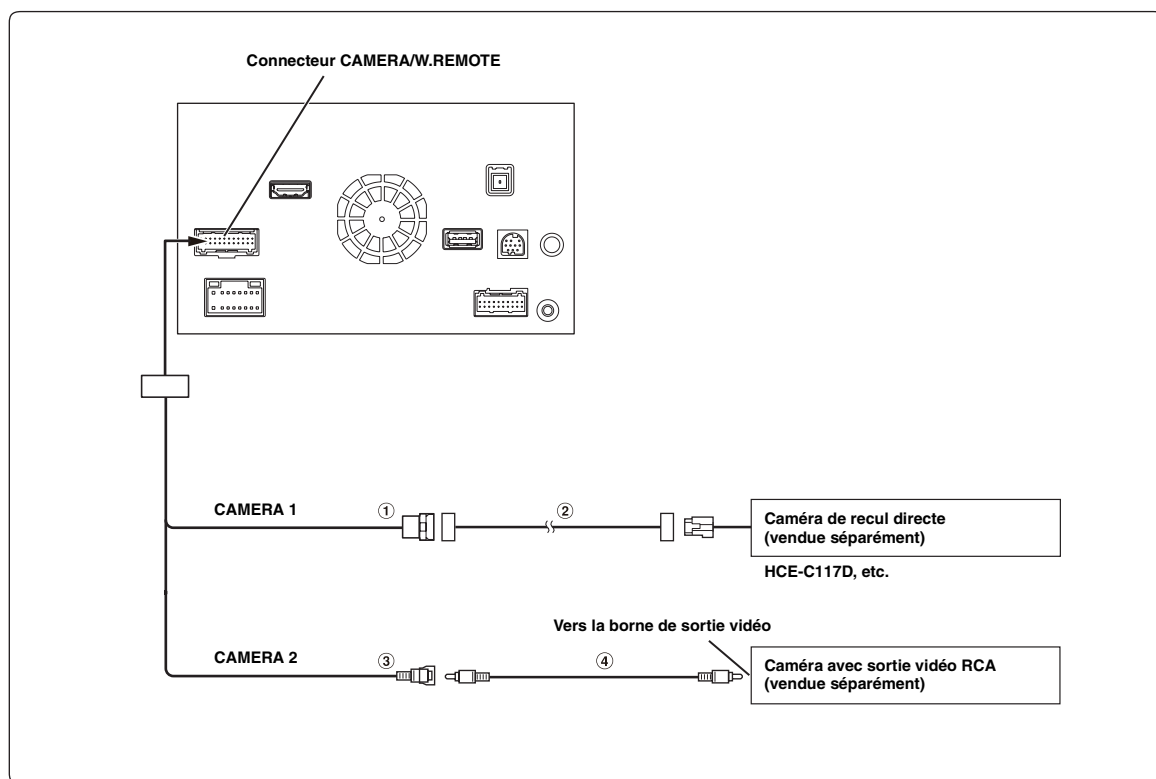 Connecteur CAMERA/W.REMOTE
CAMERA 1
①
②
Caméra de recul directe
(vendue séparément)
HCE-C117D, etc.
Vers la borne de sortie vidéo
CAMERA 2
③
④
Caméra avec sortie vidéo RCA
(vendue séparément)